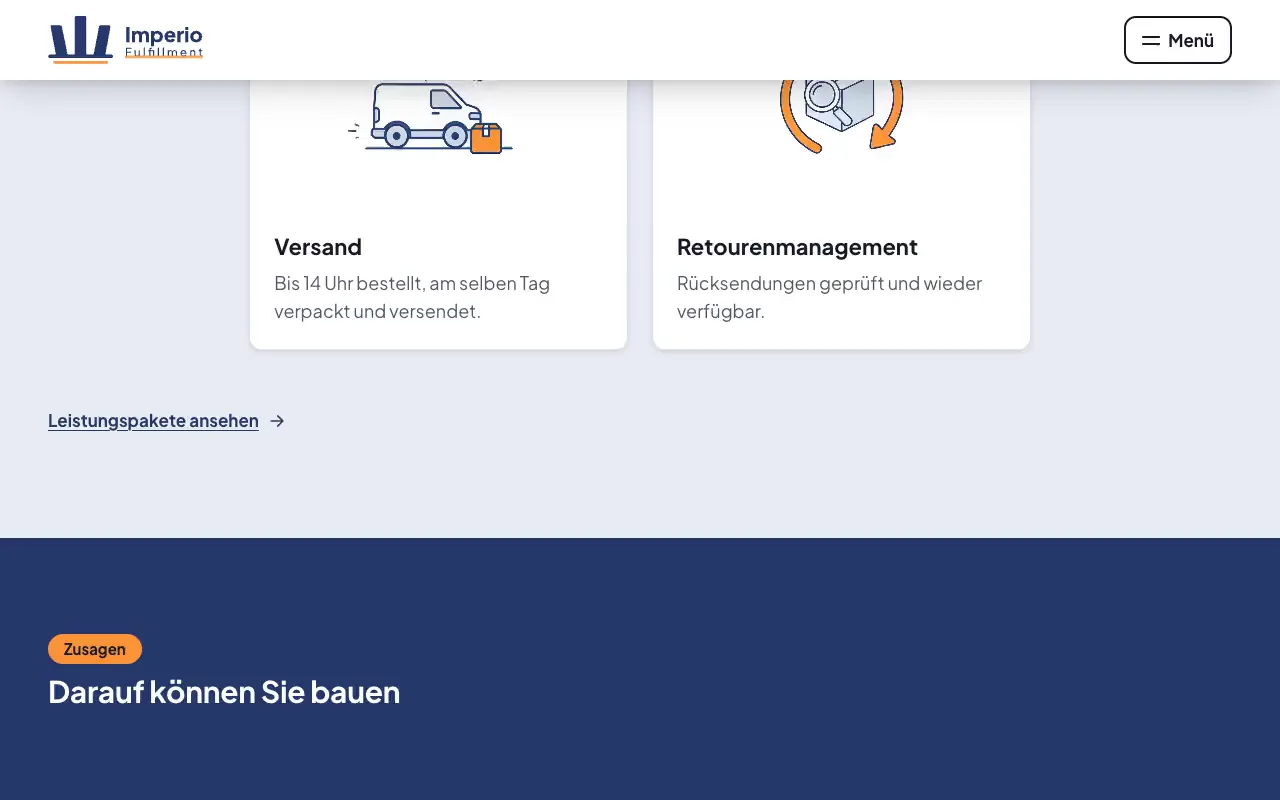 Imperio
Fulfillment
Menü
Versand
Bis 14 Uhr bestellt, am selben Tag
verpackt und versendet.
Retourenmanagement
Rücksendungen geprüft und wieder
verfügbar.
Leistungspakete ansehen →
Zusagen
Darauf können Sie bauen